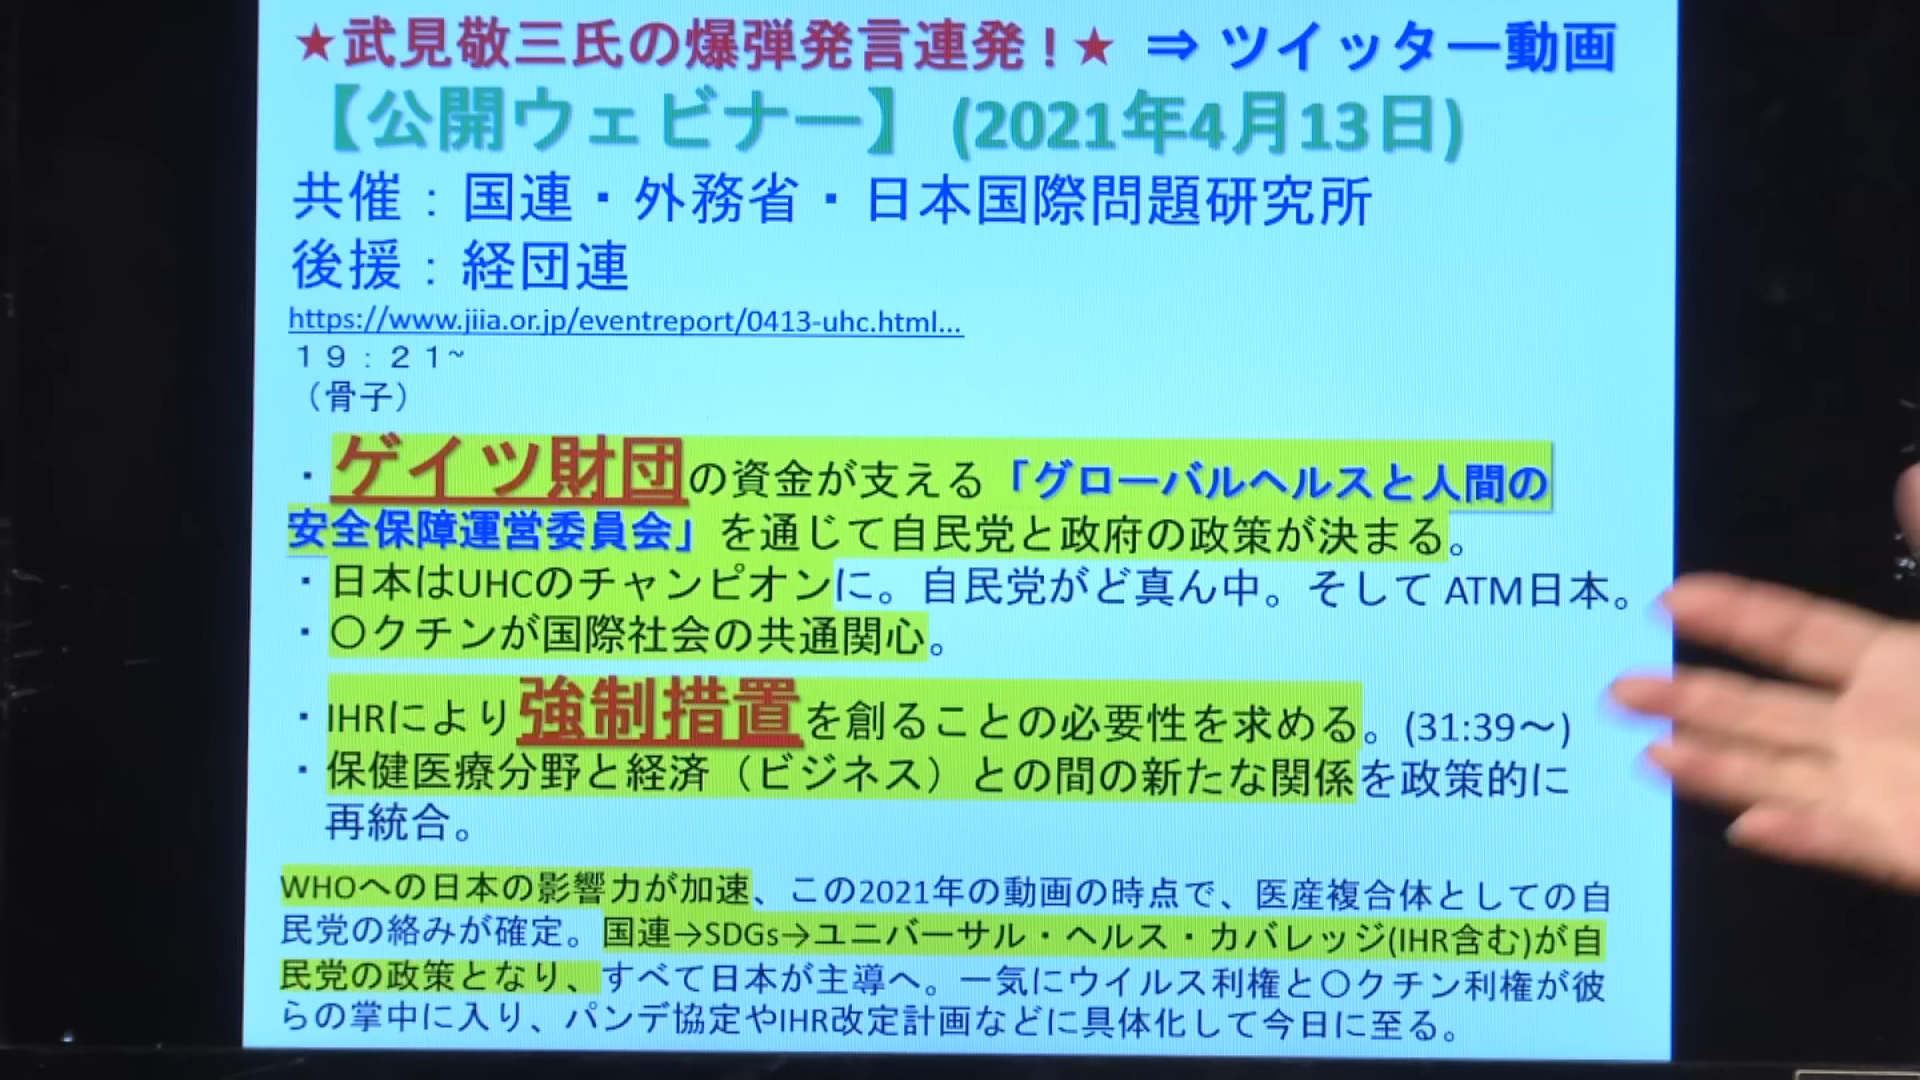 ★武見敬三氏の爆弾発言連発！★ ⇒ ツイッター動画
【公開ウェビナー】 (2021年4月13日)
共催：国連・外務省・日本国際問題研究所
後援：経団連
https://www.jiia.or.jp/eventreport/0413-uhc.html...
１９：２１~
（骨子）
・ゲイツ財団の資金が支える「グローバルヘルスと人間の
安全保障運営委員会」を通じて自民党と政府の政策が決まる。
・日本はUHCのチャンピオンに。自民党がど真ん中。そして ATM日本。
・〇クチンが国際社会の共通関心。
・IHRにより強制措置を創ることの必要性を求める。(31:39～)
・保健医療分野と経済（ビジネス）との間の新たな関係を政策的に
再統合。
WHOへの日本の影響力が加速、この2021年の動画の時点で、医産複合体としての自
民党の絡みが確定。国連→SDGs→ユニバーサル・ヘルス・カバレッジ(IHR含む)が自
民党の政策となり、すべて日本が主導へ。一気にウイルス利権と〇クチン利権が彼
らの掌中に入り、パンデ協定やIHR改定計画などに具体化して今日に至る。